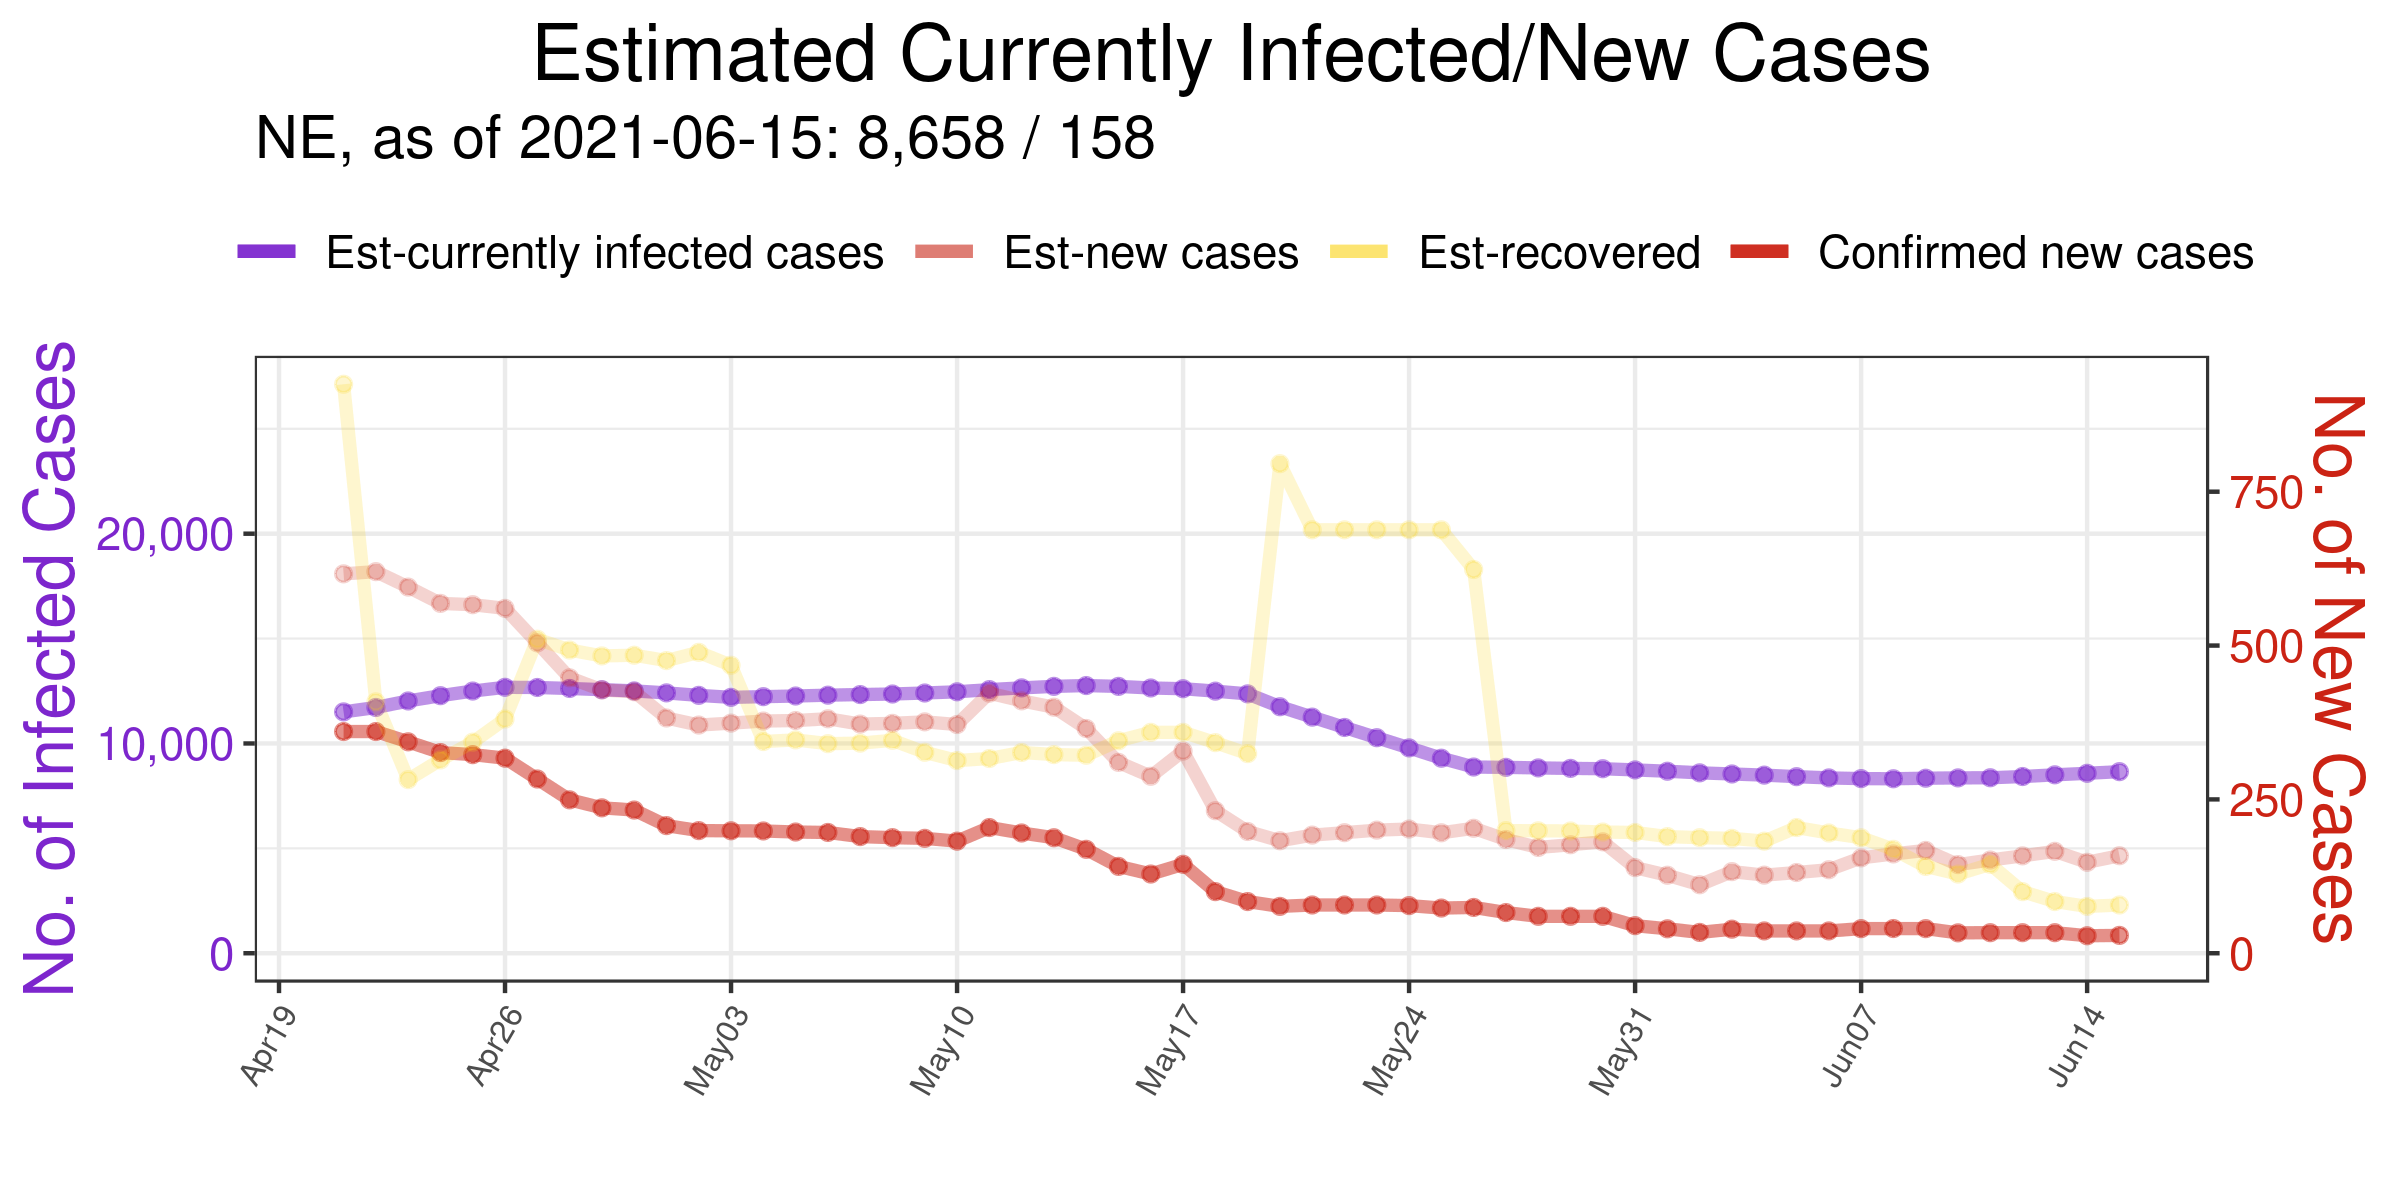 Estimated Currently Infected/New Cases
NE, as of 2021-06-15: 8,658 / 158
Est-currently infected cases Est-new cases Est-recovered Confirmed new cases
No. of Infected Cases
20,000
10,000
0
750
500
250
0
No. of New Cases
Apr19 Apr26 May03 May10 May17 May24 May31 Jun07 Jun14